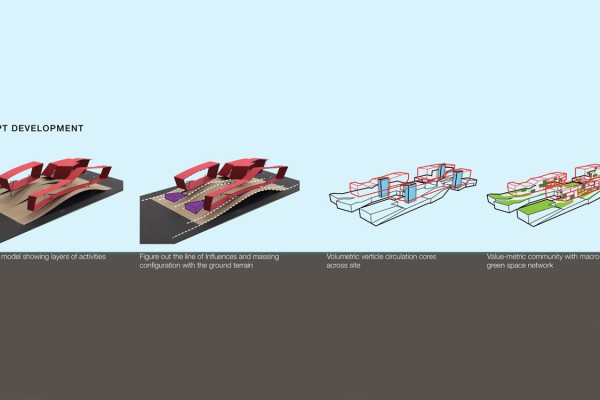 PT DEVELOPMENT
model showing layers of activities
Figure out the line of Influences and massing
configuration with the ground terrain
Volumetric verticle circulation cores
across site
Value-metric community with macro
green space network